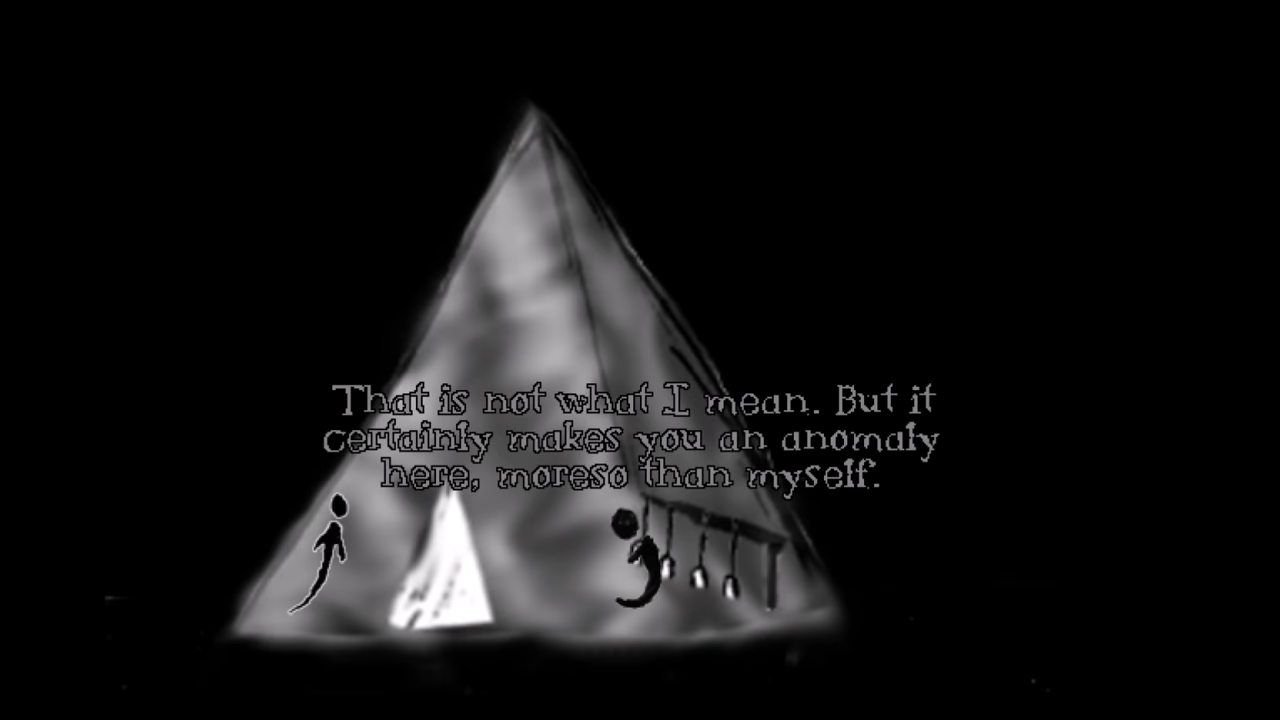 That is not what I mean. But it
certainly makes you an anomaly
here, moreso than myself.